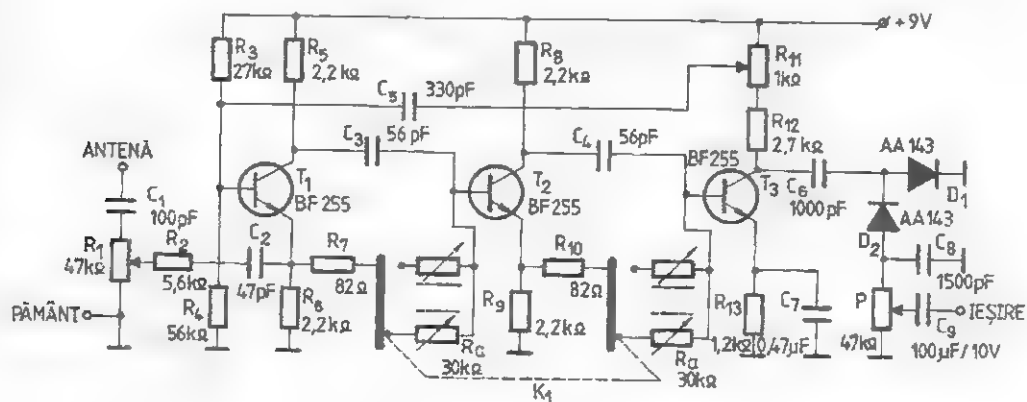 +9V
R3
27kΩ
R5
2,2kΩ
R8
2,2kΩ
R11
1kΩ
C5
330pF
C3
56pF
C4
56pF
R12
2,7kΩ
ANTENĂ
C1
100pF
T1
BF255
T2
BF255
BF255
T3
C6
1000pF
AA143
D1
AA143
D2
C8
1500pF
R1
47kΩ
R2
5,6kΩ
C2
47pF
R7
82Ω
R10
82Ω
PĂMÂNT
R4
56kΩ
R6
2,2kΩ
Ra
30kΩ
R9
2,2kΩ
Ra
30kΩ
R13
1,2kΩ
C7
0,47µF
P
47kΩ
C9
100µF/10V
IEȘIRE
K1